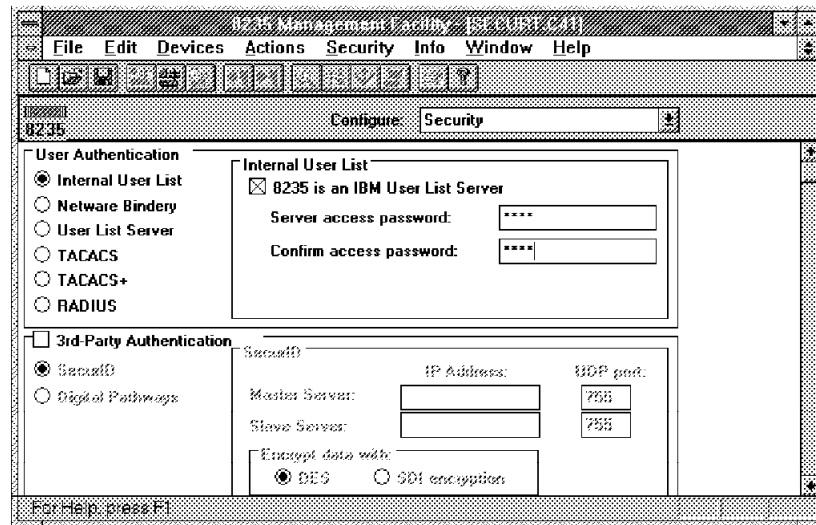 8235 Management Facility - [SECURT.C41]
File Edit Devices Actions Security Info Window Help
8235 Configure: Security
User Authentication
Internal User List
Netware Bindery
User List Server
TACACS
TACACS+
RADIUS
Internal User List
8235 is an IBM User List Server
Server access password: ****
Confirm access password: ****
3rd-Party Authentication
SecurID
Digital Pathways
SecurID
IP Address: UDP port:
Master Server: 755
Slave Server: 755
Encrypt data with:
DES SDI encryption
For Help, press F1